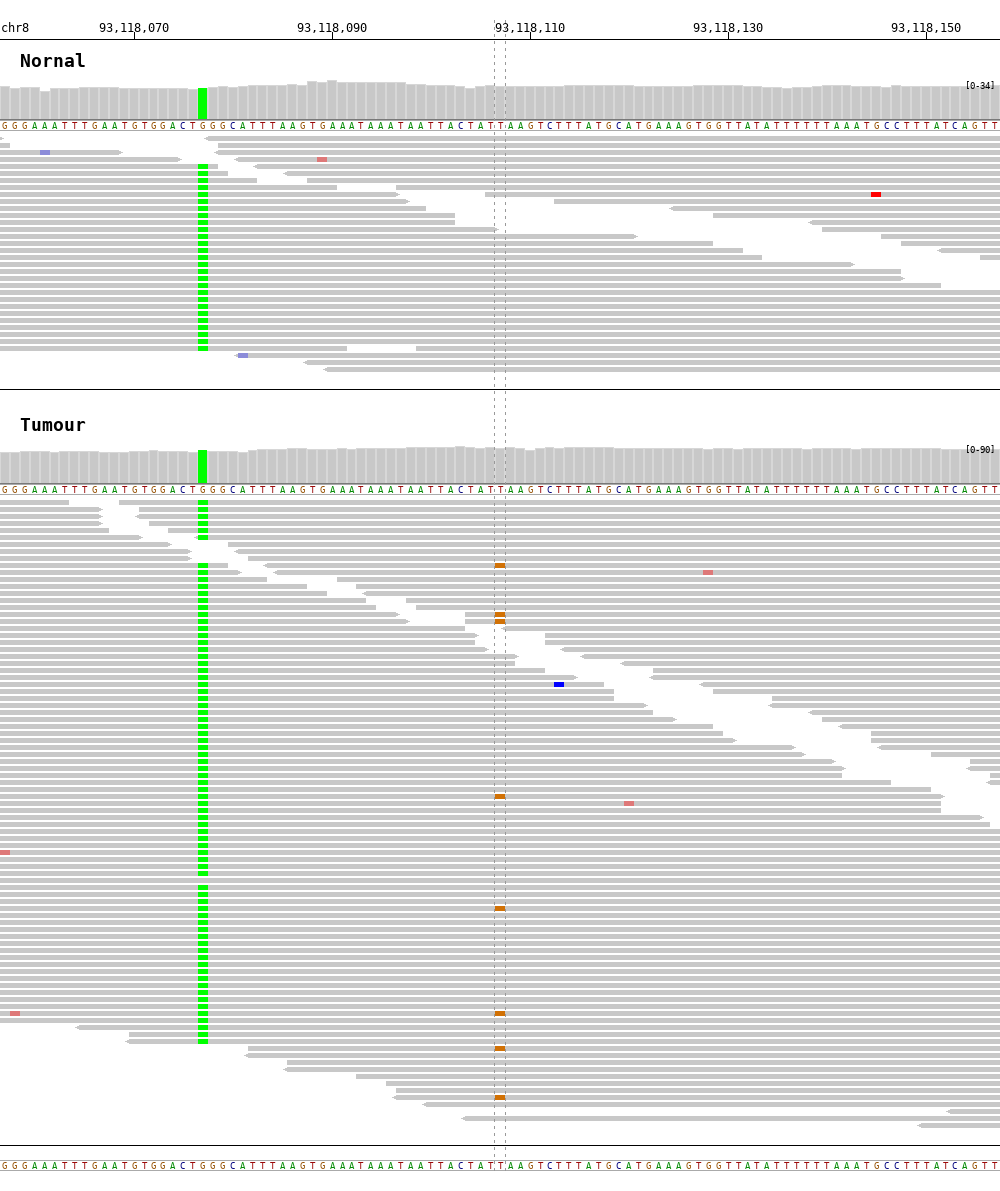 chr8 93,118,070 93,118,090 93,118,110 93,118,130 93,118,150
Nornal
[0-34]
GGGAAATTTGAATGTGGACTGGGCATTTAAGTGAAATAAATAATTACTATTAAGTCTTTATGCATGAAAGTGGTTATATTTTTTAAATGCCTTTATCAGTT
Tumour
[0-90]
GGGAAATTTGAATGTGGACTGGGCATTTAAGTGAAATAAATAATTACTATTAAGTCTTTATGCATGAAAGTGGTTATATTTTTTAAATGCCTTTATCAGTT
GGGAAATTTGAATGTGGACTGGGCATTTAAGTGAAATAAATAATTACTATTAAGTCTTTATGCATGAAAGTGGTTATATTTTTTAAATGCCTTTATCAGTT